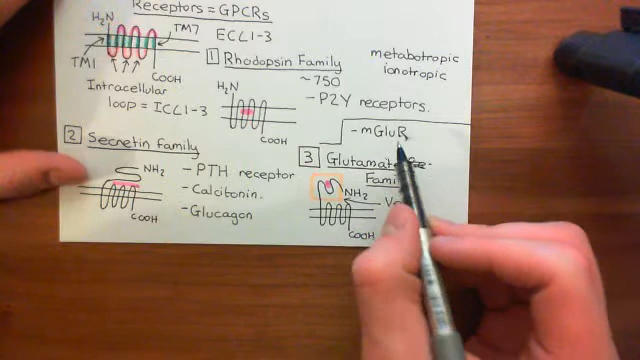 Receptors = GPCRs
H₂N
TM7
ECL1-3
TM1
COOH
Intracellular
loop = ICL1-3
1 Rhodopsin Family
~750
- P2Y receptors.
H₂N
COOH
metabotropic
ionotropic
2 Secretin family
NH₂
COOH
- PTH receptor
- Calcitonin.
- Glucagon
- mGluR
3 Glutamate
NH₂
COOH